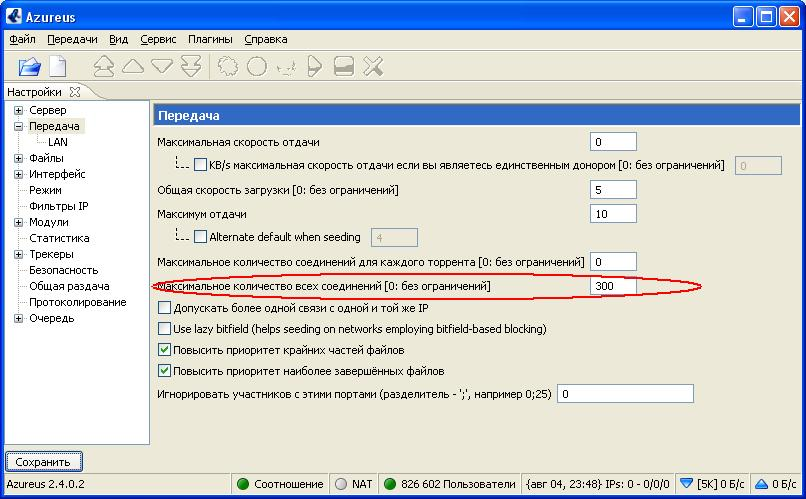 Azureus
Файл Передачи Вид Сервис Плагины Справка
Настройки
Сервер
Передача
LAN
Файлы
Интерфейс
Режим
Фильтры IP
Модули
Статистика
Трекеры
Безопасность
Общая раздача
Протоколирование
Очередь
Передача
Максимальная скорость отдачи 0
KB/s максимальная скорость отдачи если вы являетесь единственным донором [0: без ограничений] 0
Общая скорость загрузки [0: без ограничений] 5
Максимум отдачи 10
Alternate default when seeding 4
Максимальное количество соединений для каждого торрента [0: без ограничений] 0
Максимальное количество всех соединений [0: без ограничений] 300
Допускать более одной связи с одной и той же IP
Use lazy bitfield (helps seeding on networks employing bitfield-based blocking)
Повысить приоритет крайних частей файлов
Повысить приоритет наиболее завершённых файлов
Игнорировать участников с этими портами (разделитель - ';', например 0;25) 0
Сохранить
Azureus 2.4.0.2 Соотношение NAT 826 602 Пользователи {авг 04, 23:48} IPs: 0 - 0/0/0 [5K] 0 Б/с 0 Б/с